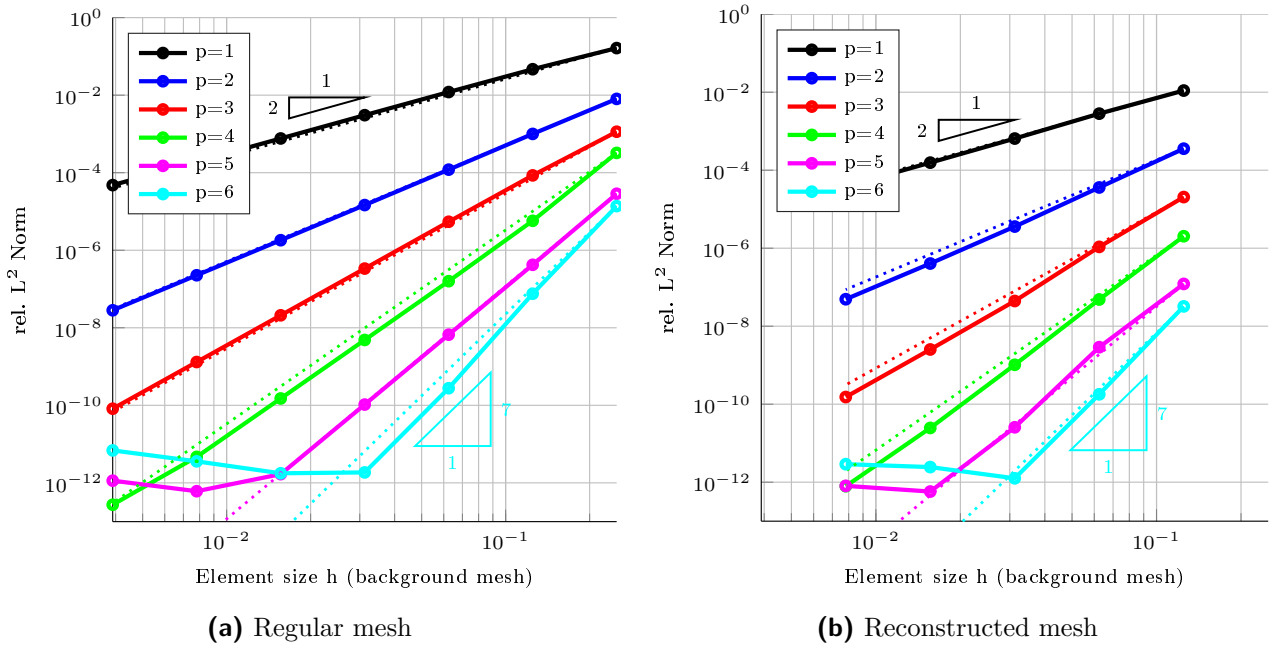 10^0
10^-2
10^-4
10^-6
10^-8
10^-10
10^-12
rel. L^2 Norm
p=1
p=2
p=3
p=4
p=5
p=6
1
2
7
1
10^-2
10^-1
Element size h (background mesh)
(a) Regular mesh
10^0
10^-2
10^-4
10^-6
10^-8
10^-10
10^-12
rel. L^2 Norm
p=1
p=2
p=3
p=4
p=5
p=6
1
2
7
1
10^-2
10^-1
Element size h (background mesh)
(b) Reconstructed mesh